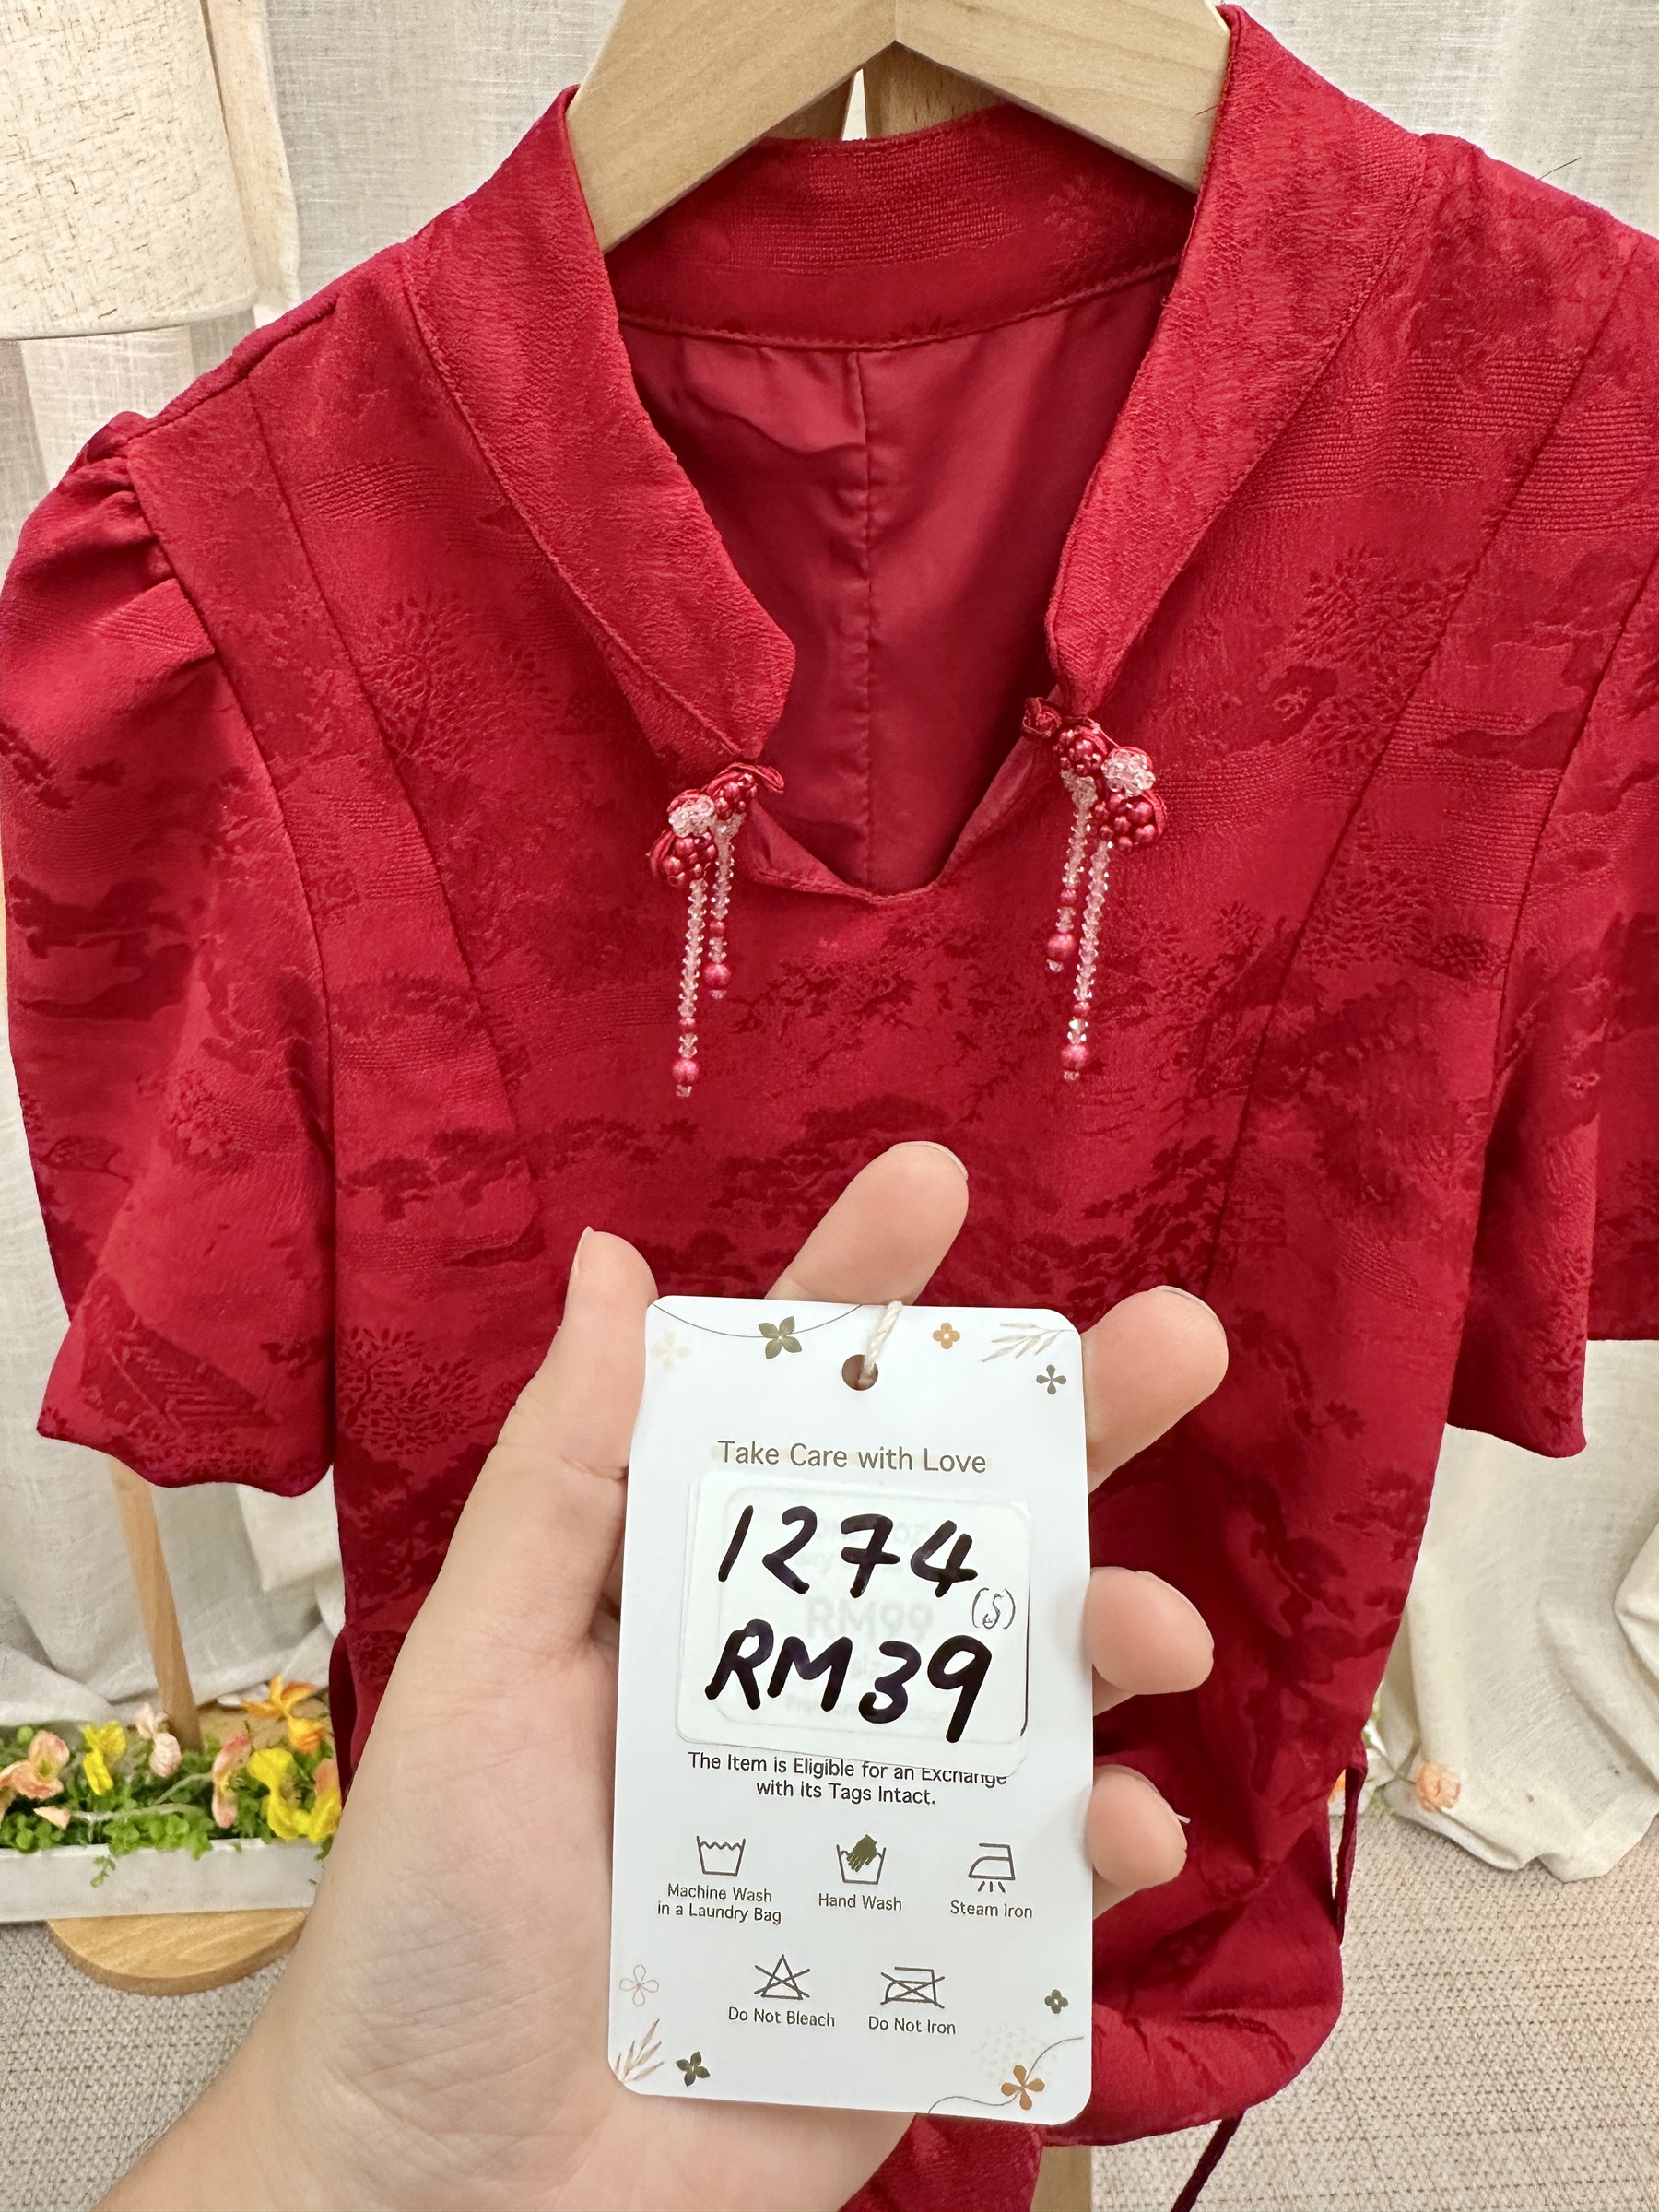 Take Care with Love
1274
(S)
RM39
RM99
The Item is Eligible for an Exchange
with its Tags Intact.
Machine Wash
in a Laundry Bag
Hand Wash
Steam Iron
Do Not Bleach
Do Not Iron